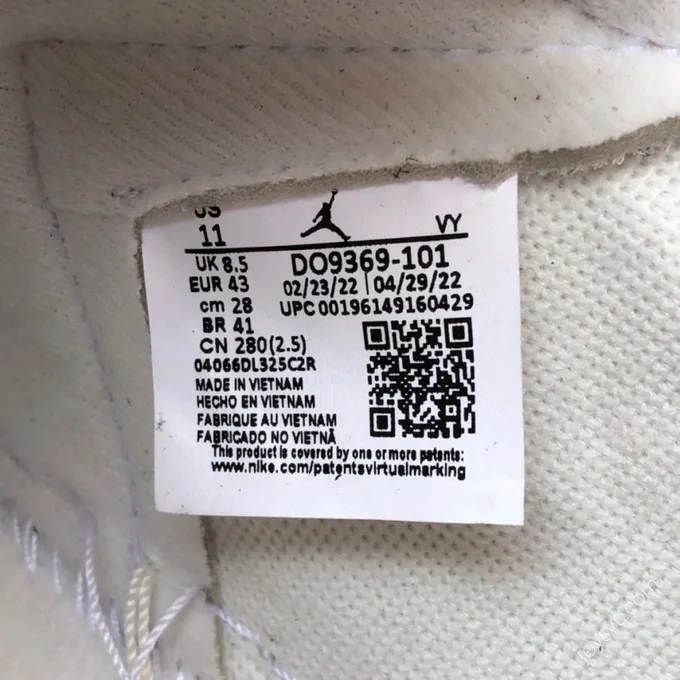 US
11
VY
UK 8.5
DO9369-101
EUR 43
02/23/22 | 04/29/22
cm 28
UPC 00196149160429
BR 41
CN 280(2.5)
04066DL325C2R
MADE IN VIETNAM
HECHO EN VIETNAM
FABRIQUE AU VIETNAM
FABRICADO NO VIETNÃ
This product is covered by one or more patents:
www.nike.com/patentsvirtualmarking